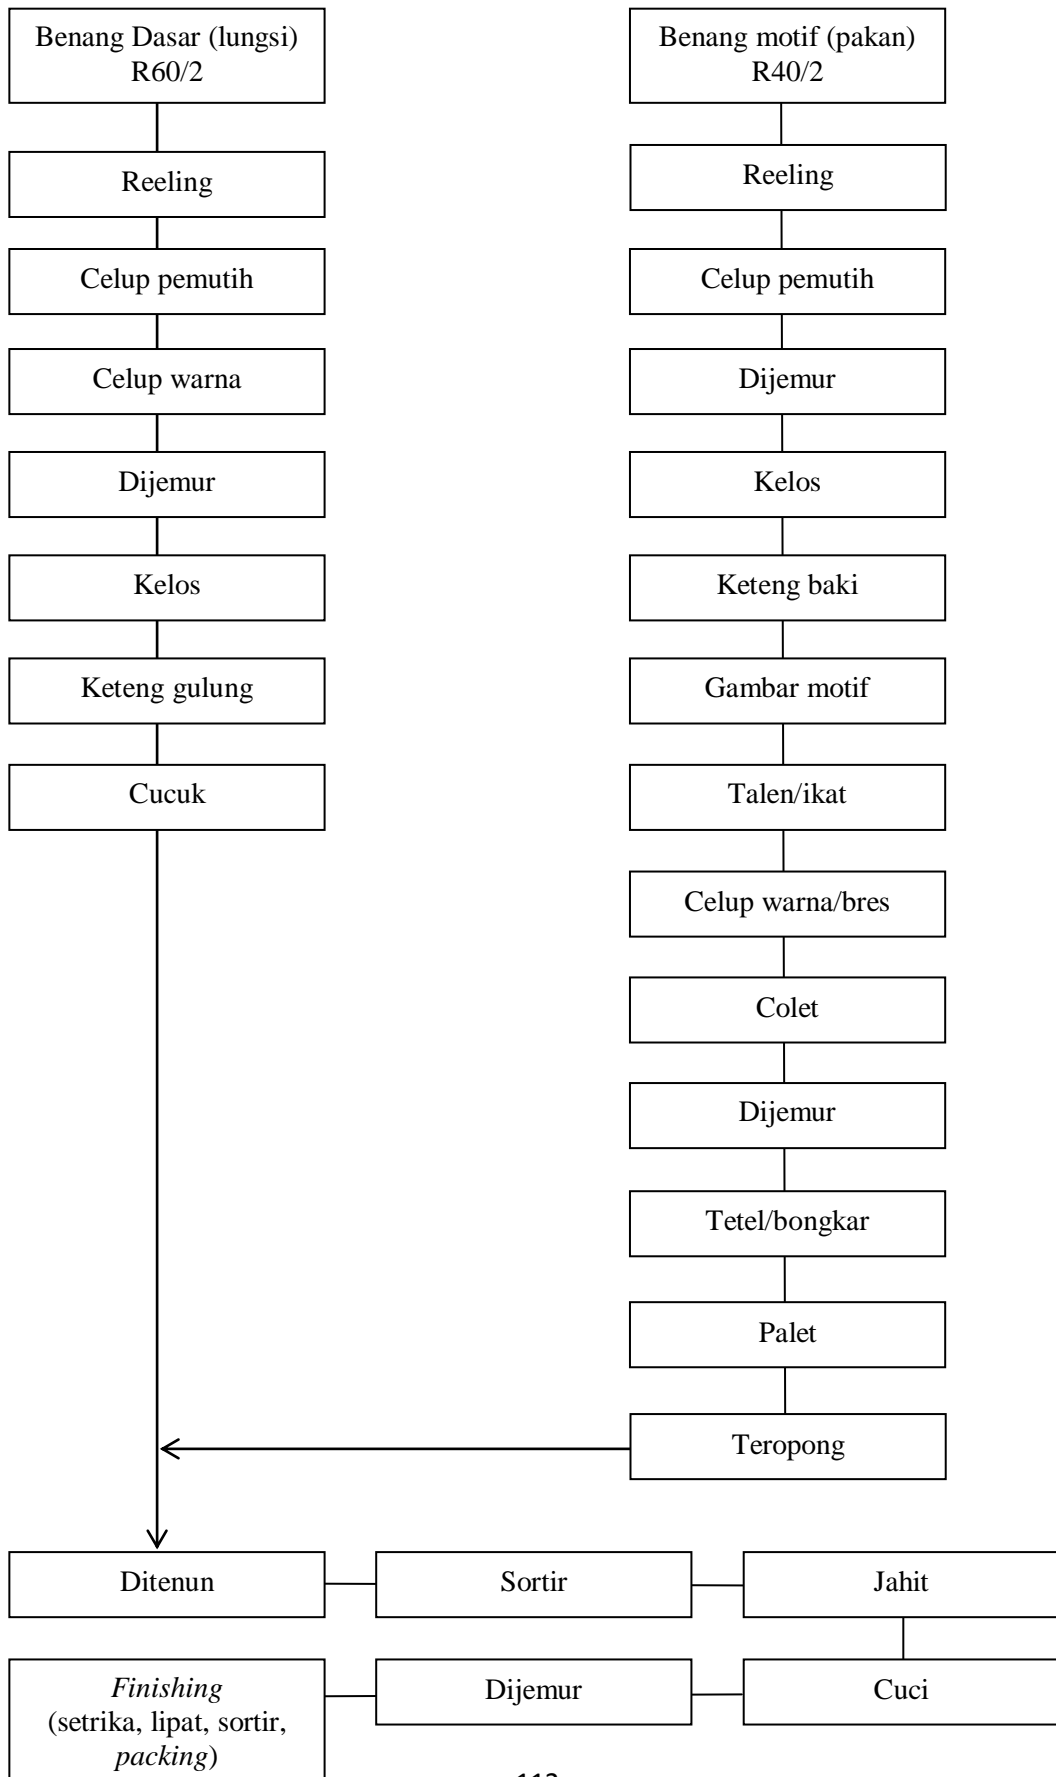 Benang Dasar (lungsi)
R60/2
Reeling
Celup pemutih
Celup warna
Dijemur
Kelos
Keteng gulung
Cucuk
Benang motif (pakan)
R40/2
Reeling
Celup pemutih
Dijemur
Kelos
Keteng baki
Gambar motif
Talen/ikat
Celup warna/bres
Colet
Dijemur
Tetel/bongkar
Palet
Teropong
Ditenun
Sortir
Jahit
Cuci
Dijemur
Finishing
(setrika, lipat, sortir,
packing)